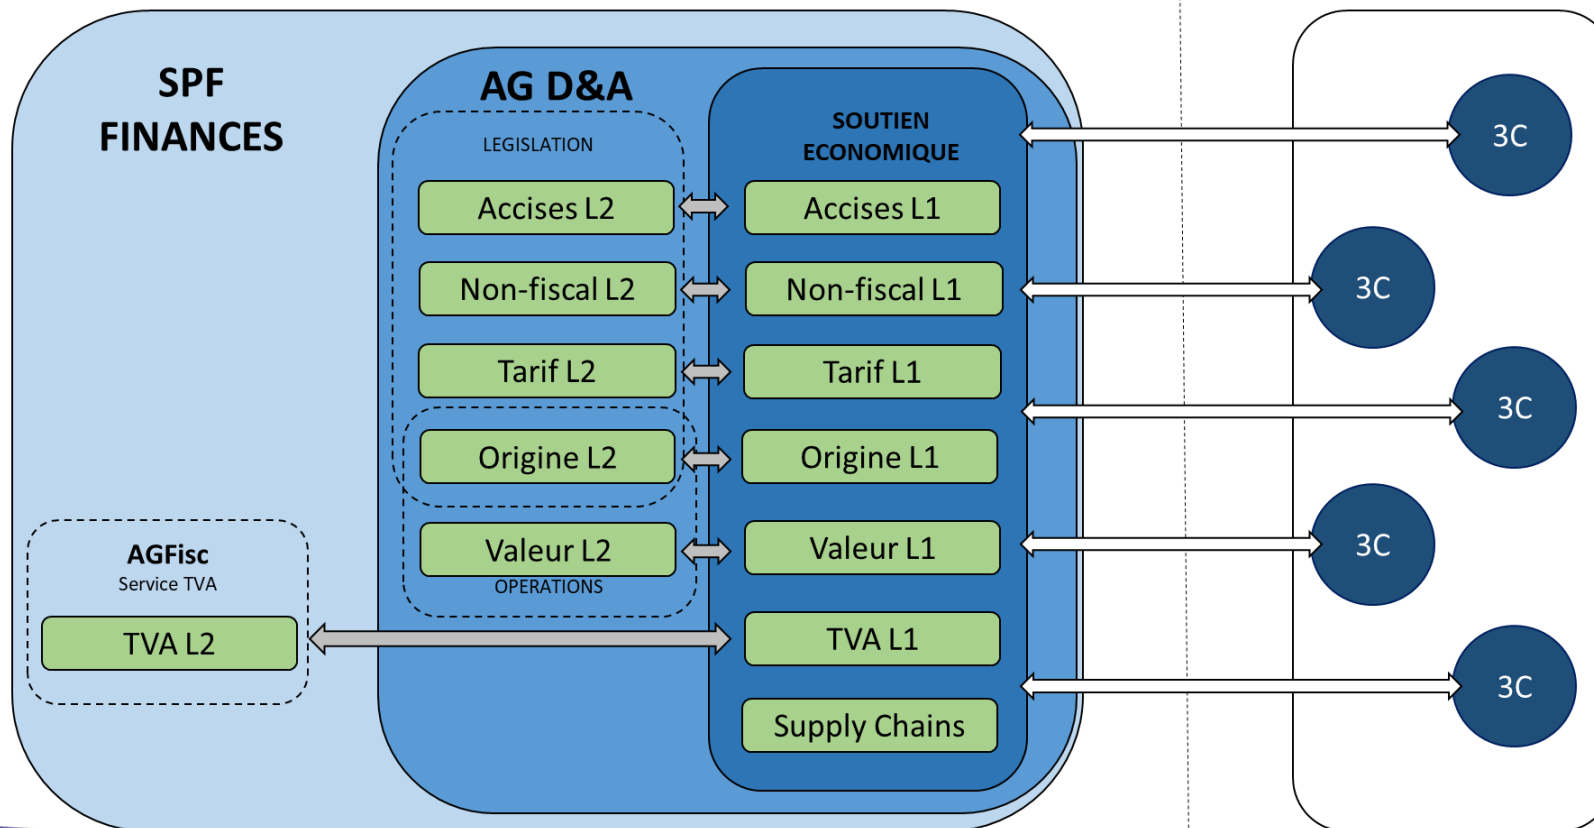 SPF
FINANCES
AG D&A
LEGISLATION
SOUTIEN
ECONOMIQUE
Accises L2
Accises L1
Non-fiscal L2
Non-fiscal L1
Tarif L2
Tarif L1
Origine L2
Origine L1
Valeur L2
Valeur L1
OPERATIONS
AGFisc
Service TVA
TVA L2
TVA L1
Supply Chains
3C
3C
3C
3C
3C